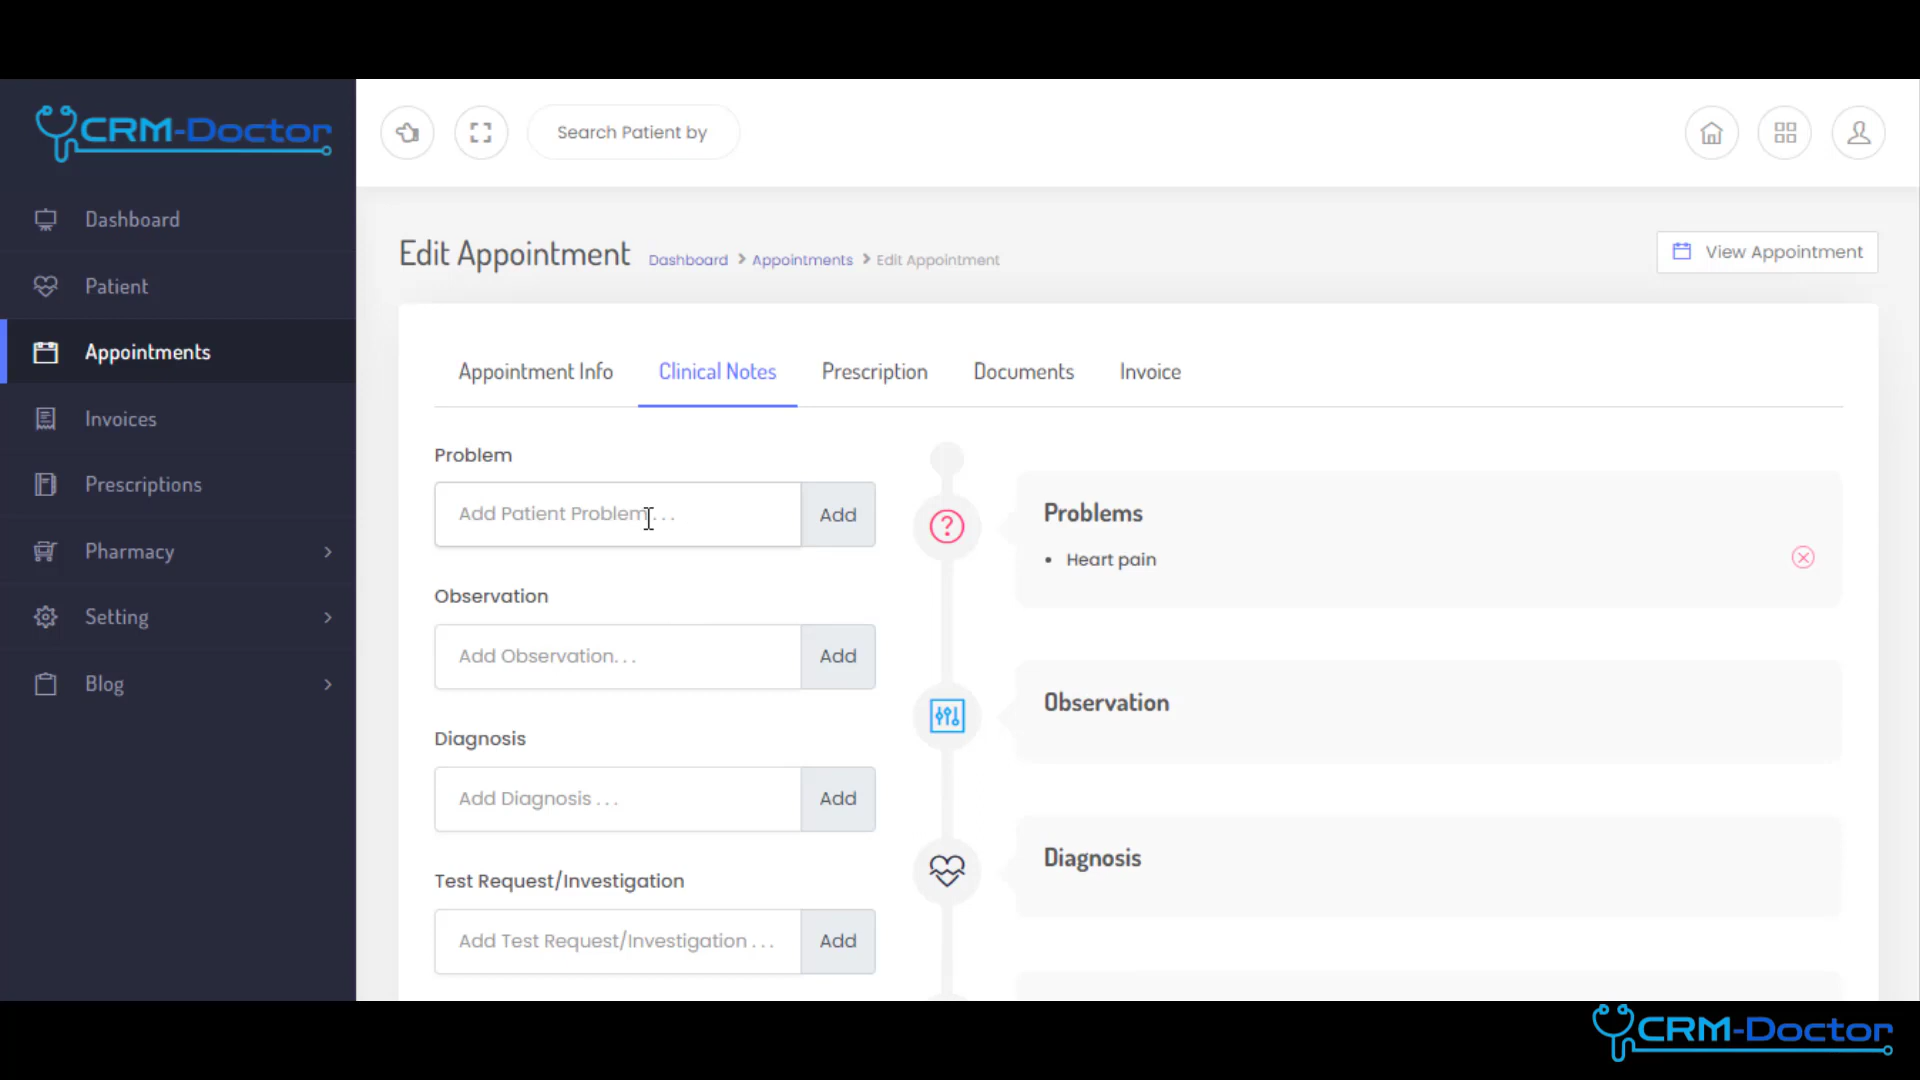 CRM-Doctor
Search Patient by
Dashboard
Patient
Appointments
Invoices
Prescriptions
Pharmacy
Setting
Blog
Edit Appointment
Dashboard > Appointments > Edit Appointment
View Appointment
Appointment Info
Clinical Notes
Prescription
Documents
Invoice
Problem
Add Patient Problem . . .
Add
Observation
Add Observation. . .
Add
Diagnosis
Add Diagnosis . . .
Add
Test Request/Investigation
Add Test Request/Investigation . . .
Add
Problems
• Heart pain
Observation
Diagnosis
CRM-Doctor